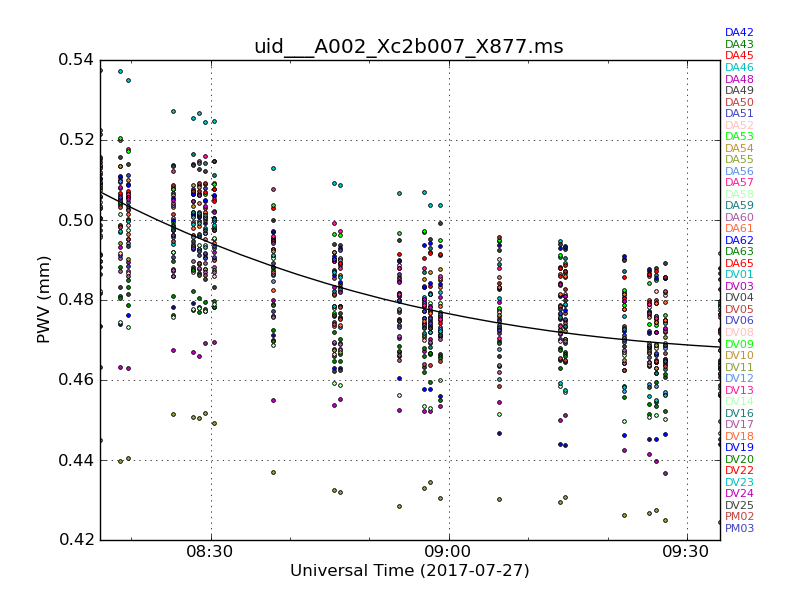 uid___A002_Xc2b007_X877.ms
0.54
0.52
0.50
0.48
0.46
0.44
0.42
PWV (mm)
08:30
09:00
09:30
Universal Time (2017-07-27)
DA42
DA43
DA45
DA46
DA48
DA49
DA50
DA51
DA52
DA53
DA54
DA55
DA56
DA57
DA58
DA59
DA60
DA61
DA62
DA63
DA65
DV01
DV03
DV04
DV05
DV06
DV08
DV09
DV10
DV11
DV12
DV13
DV14
DV16
DV17
DV18
DV19
DV20
DV22
DV23
DV24
DV25
PM02
PM03